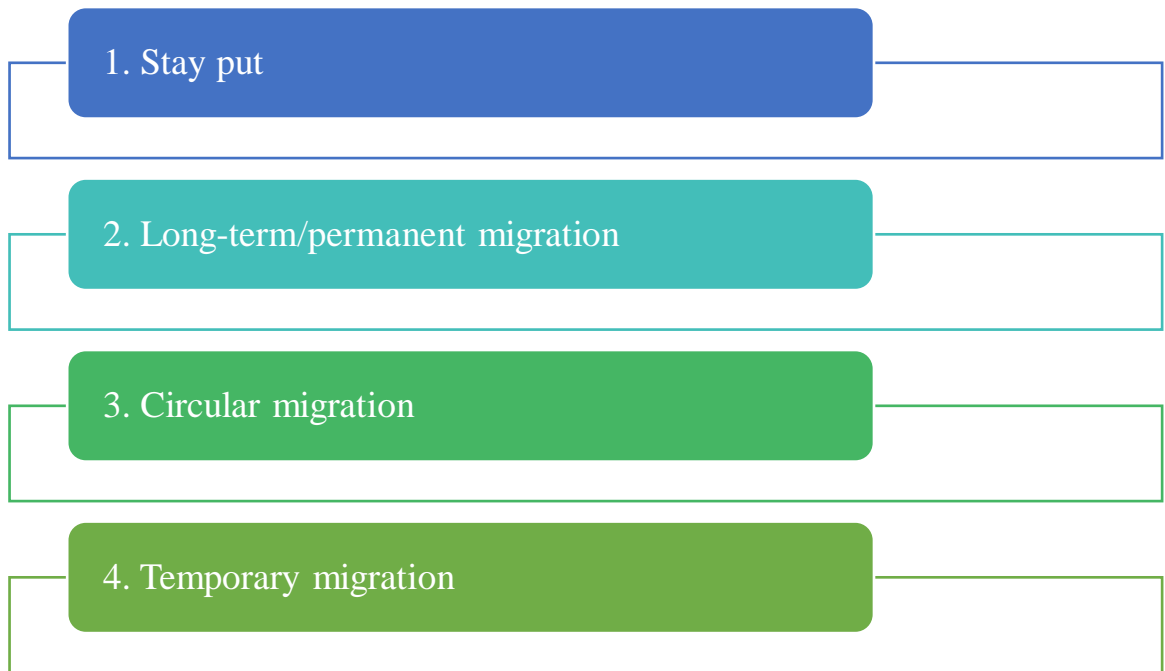 1. Stay put
2. Long-term/permanent migration
3. Circular migration
4. Temporary migration